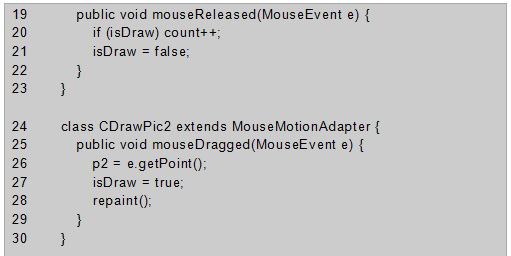 19 public void mouseReleased(MouseEvent e) {
20 if (isDraw) count++;
21 isDraw = false;
22 }
23 }
24 class CDrawPic2 extends MouseMotionAdapter {
25 public void mouseDragged(MouseEvent e) {
26 p2 = e.getPoint();
27 isDraw = true;
28 repaint();
29 }
30 }